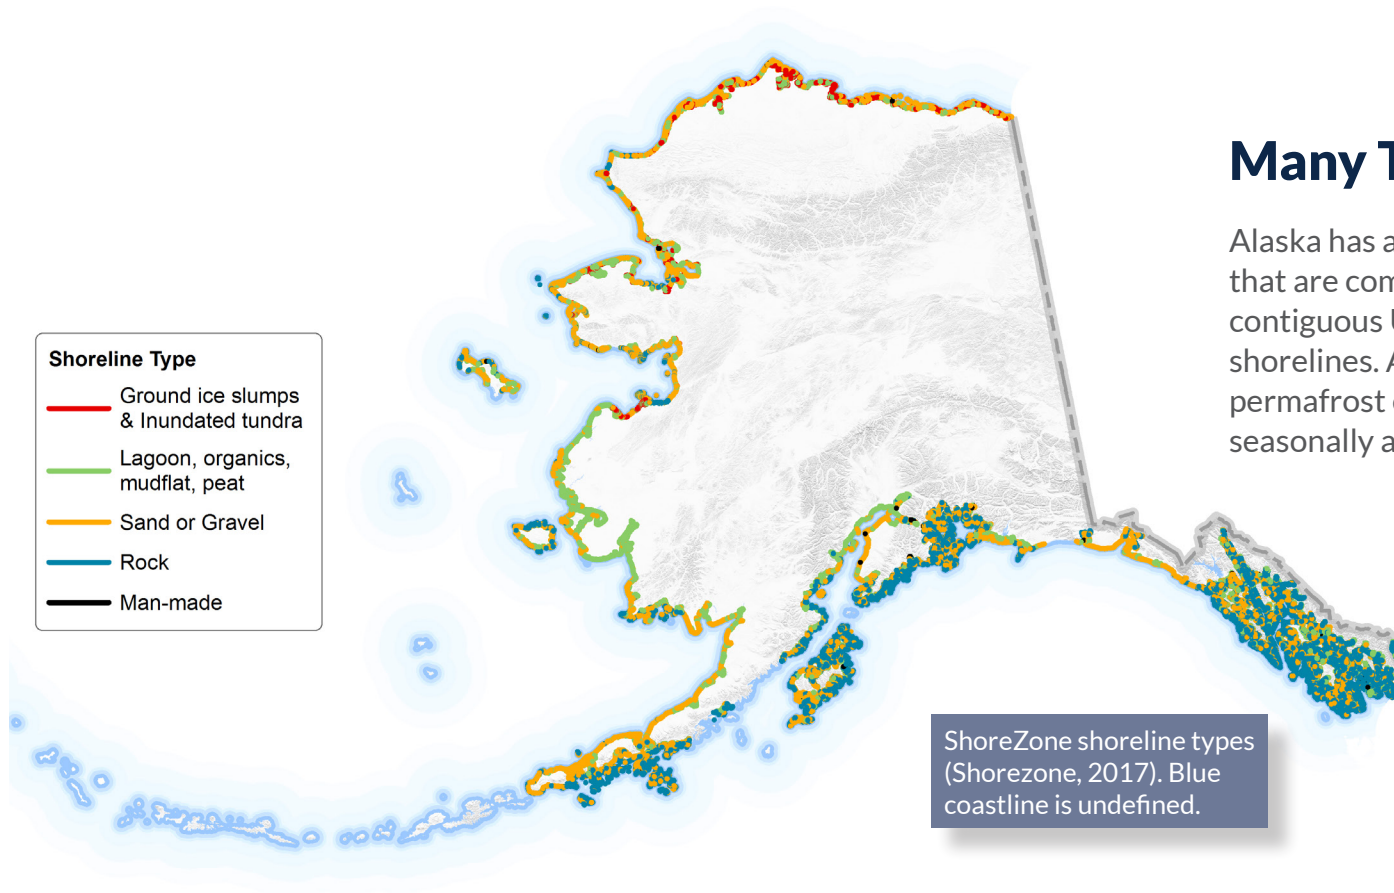 Shoreline Type
Ground ice slumps
& Inundated tundra
Lagoon, organics,
mudflat, peat
Sand or Gravel
Rock
Man-made
Many
Alaska has a
that are
contiguous
shorelines.
permafrost
seasonally
ShoreZone shoreline types
(Shorezone, 2017). Blue
coastline is undefined.